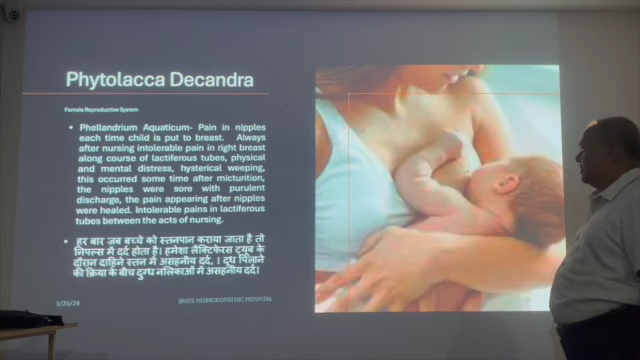 Phytolacca Decandra
Female Reproductive System
• Phellandrium Aquaticum- Pain in nipples
each time child is put to breast. Always
after nursing intolerable pain in right breast
along course of lactiferous tubes, physical
and mental distress, hysterical weeping,
this occurred some time after micturition,
the nipples were sore with purulent
discharge, the pain appearing after nipples
were healed. Intolerable pains in lactiferous
tubes between the acts of nursing.
• हर बार जब बच्चे को स्तनपान कराया जाता है तो
निपल्स में दर्द होता है। हमेशा लैक्टिफेरस ट्यूब के
दौरान दाहिने स्तन में असहनीय दर्द, । दूध पिलाने
की क्रिया के बीच दुग्ध नलिकाओं में असहनीय दर्द।
3/20/24
@JDS HOMOEOPATHIC HOSPITAL